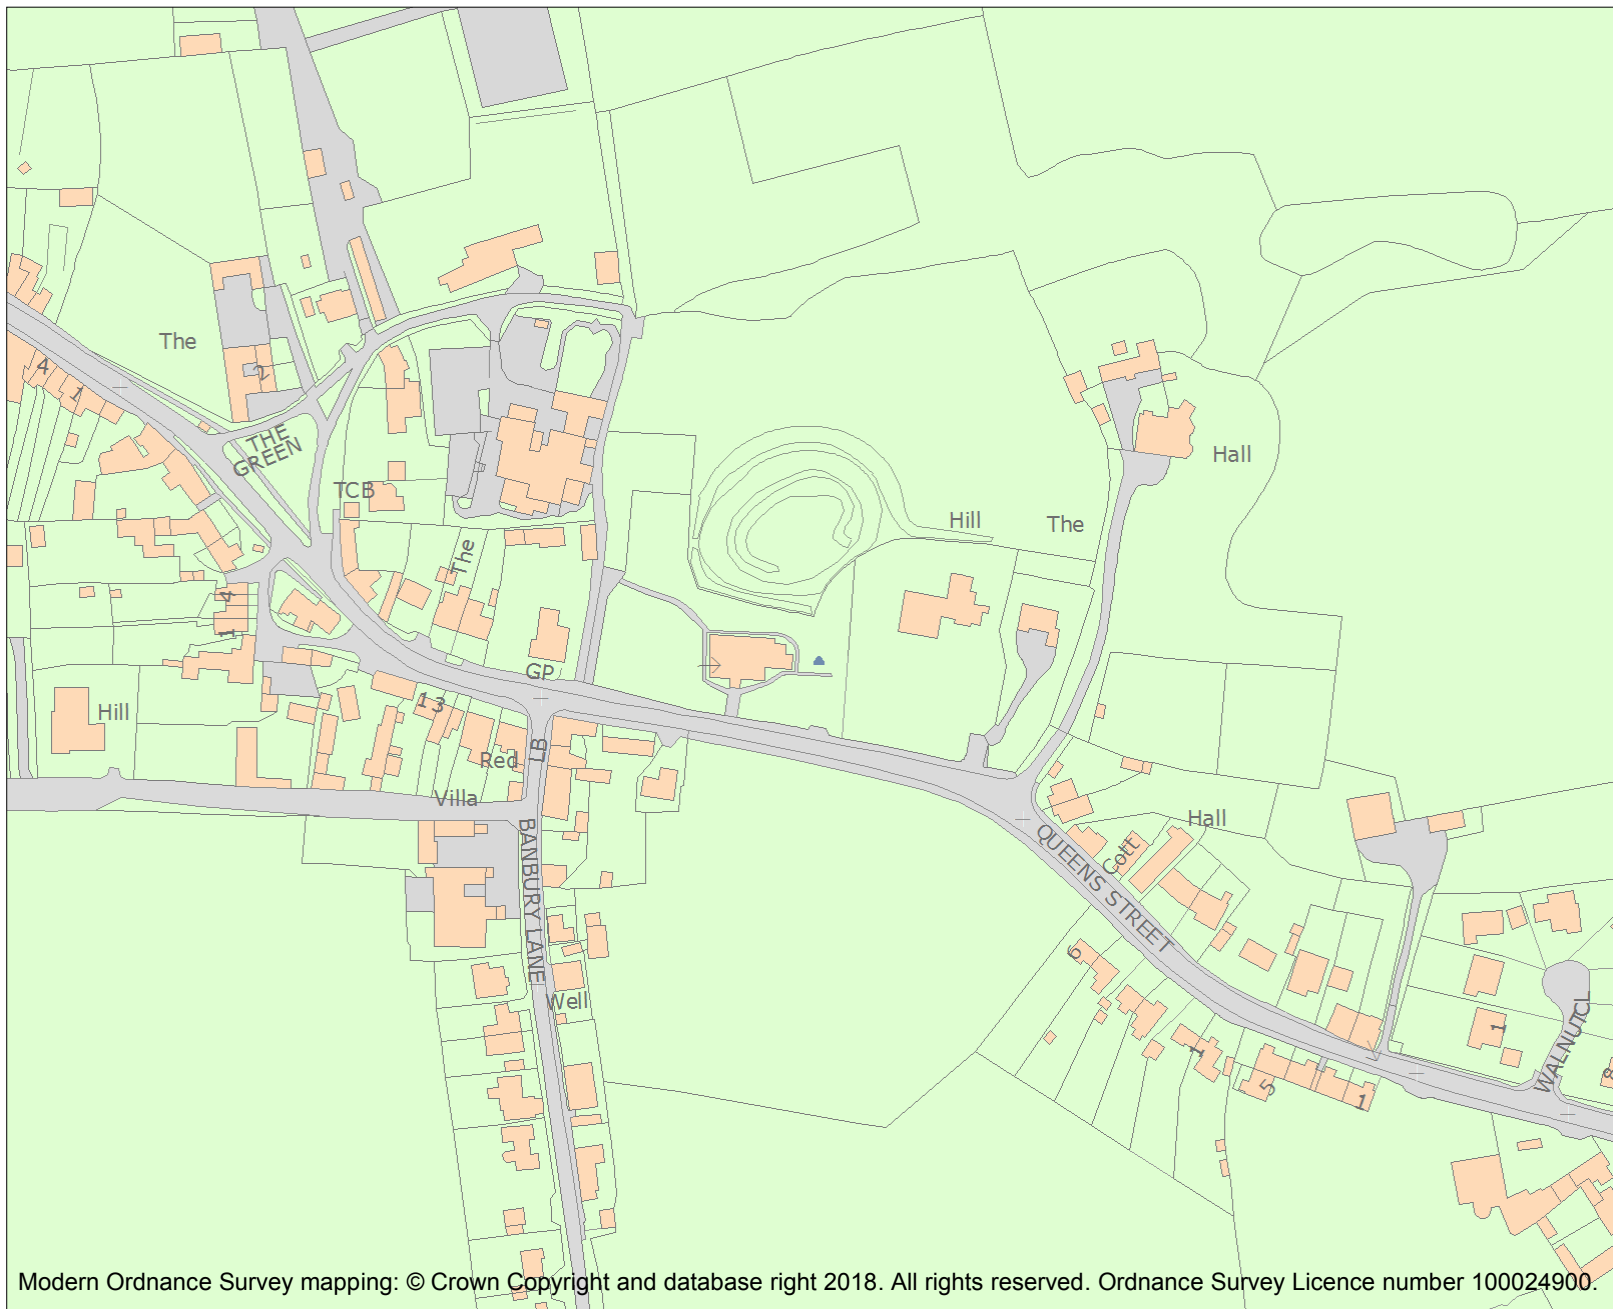 The
4
1
2
THE
GREEN
TCB
The
Hill
The
Hall
4
1
GP
Hill
1 3
LB
Red
Villa
BANBURY LANE
Well
QUEENS STREET
Cott
Hall
6
1
5
1
1
WALNUT CL
8
Modern Ordnance Survey mapping: © Crown Copyright and database right 2018. All rights reserved. Ordnance Survey Licence number 100024900.